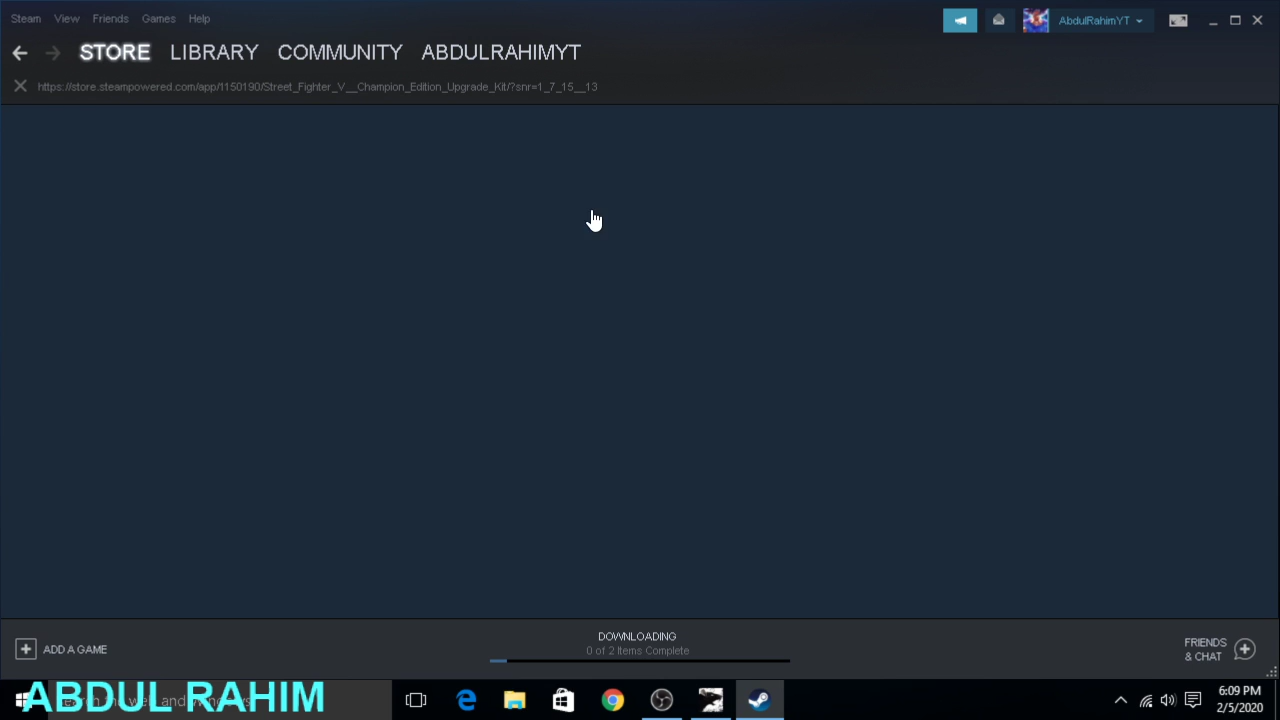 Steam View Friends Games Help
AbdulRahimYT
STORE LIBRARY COMMUNITY ABDULRAHIMYT
https://store.steampowered.com/app/1150190/Street_Fighter_V__Champion_Edition_Upgrade_Kit/?snr=1_7_15__13
DOWNLOADING
0 of 2 Items Complete
ADD A GAME
FRIENDS
& CHAT
ABDUL RAHIM
6:09 PM
2/5/2020